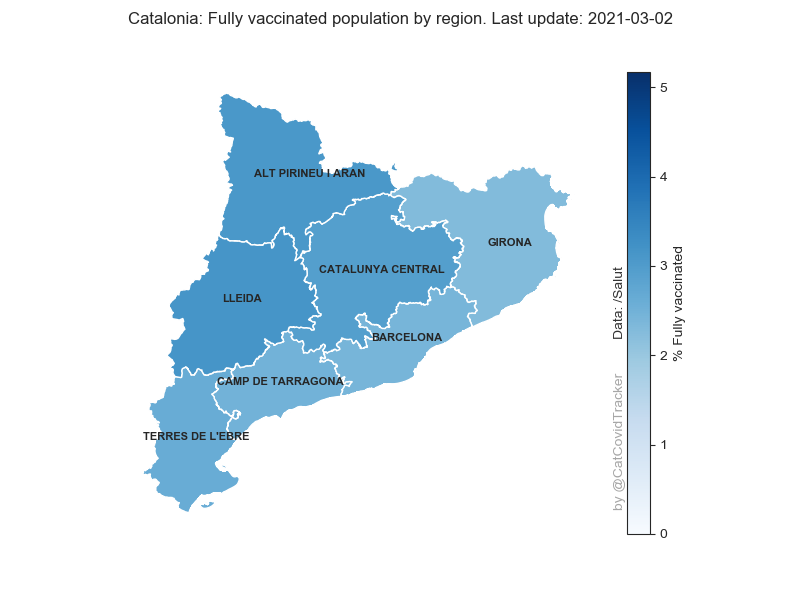 Catalonia: Fully vaccinated population by region. Last update: 2021-03-02
ALT PIRINEU I ARAN
GIRONA
CATALUNYA CENTRAL
LLEIDA
BARCELONA
CAMP DE TARRAGONA
TERRES DE L'EBRE
5
4
3
2
1
0
% Fully vaccinated
by @CatCovidTracker
Data: /Salut